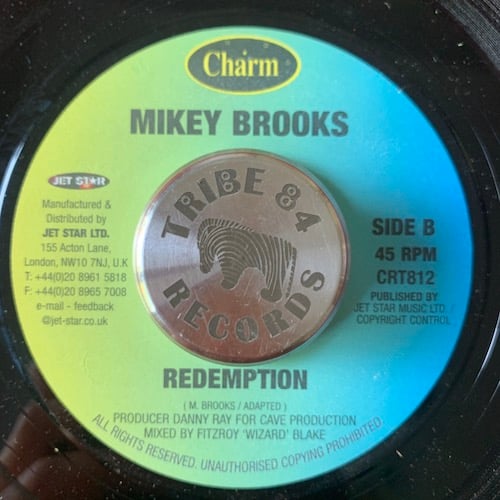 Charm
MIKEY BROOKS
JET STAR
Manufactured &
Distributed by
JET STAR LTD.
155 Acton Lane,
London, NW10 7NJ, U.K
T: +44(0)20 8961 5818
F: +44(0)20 8965 7008
e-mail - feedback
@jet-star.co.uk
TRIBE 84
RECORDS
SIDE B
45 RPM
CRT812
PUBLISHED BY
JET STAR MUSIC LTD. /
COPYRIGHT CONTROL
REDEMPTION
( M. BROOKS / ADAPTED )
PRODUCER DANNY RAY FOR CAVE PRODUCTION
MIXED BY FITZROY 'WIZARD' BLAKE
ALL RIGHTS RESERVED. UNAUTHORISED COPYING PROHIBITED.